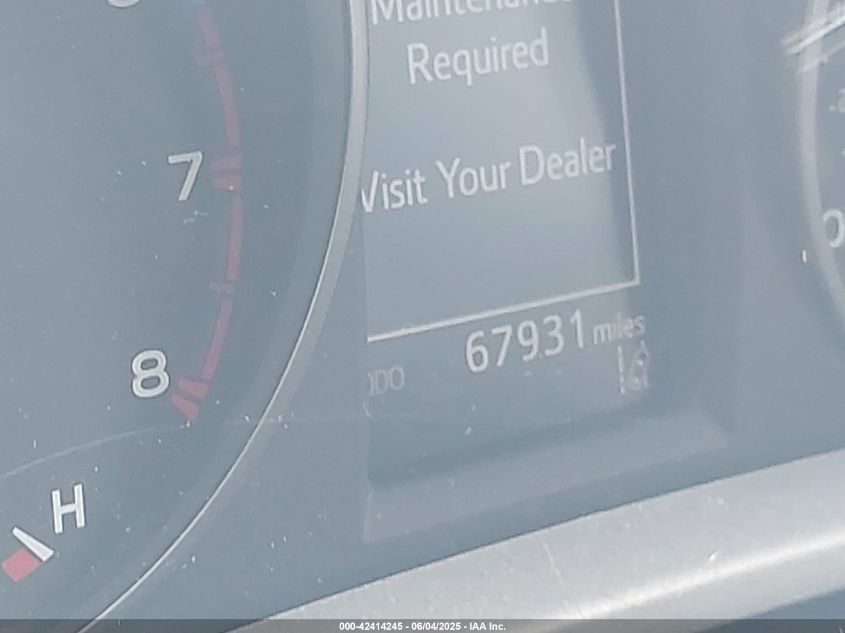 Required
7
Visit Your Dealer
67931 miles
8
H
000-42414245 - 06/04/2025 - IAA Inc.